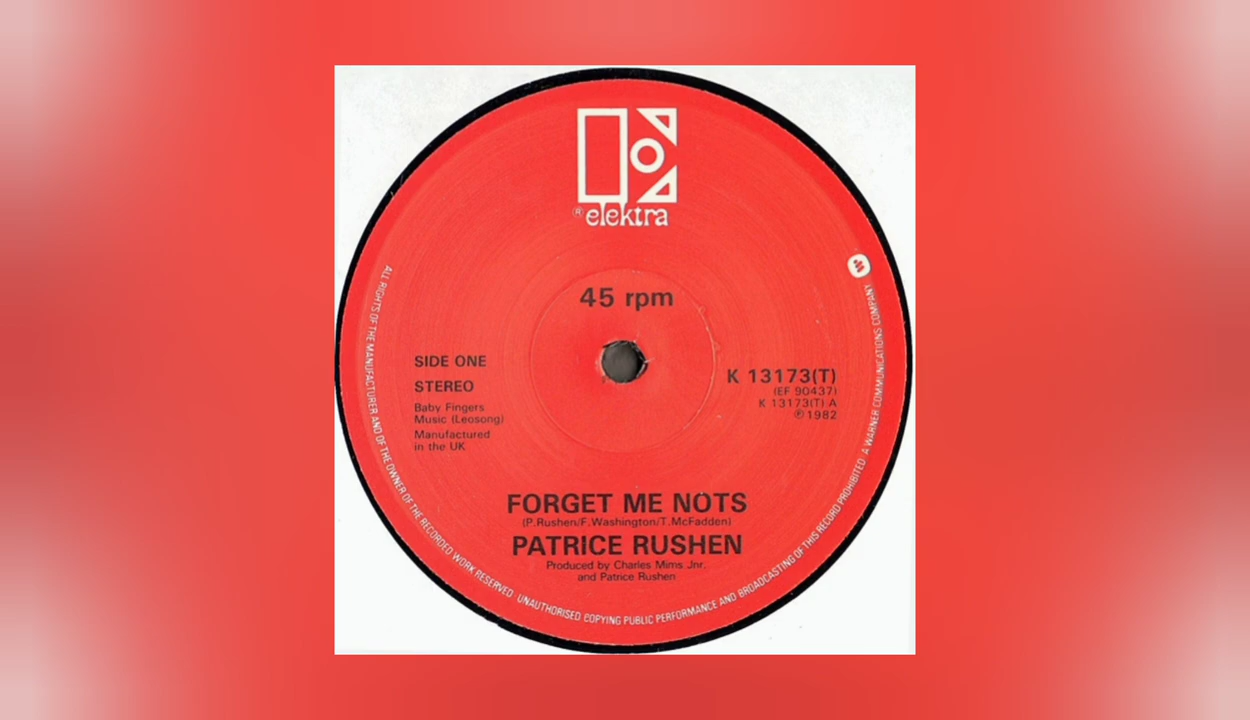 ® elektra
45 rpm
SIDE ONE
STEREO
Baby Fingers
Music (Leosong)
Manufactured
in the UK
K 13173(T)
(EF 90437)
K 13173(T) A
℗ 1982
FORGET ME NOTS
(P.Rushen/F.Washington/T.McFadden)
PATRICE RUSHEN
Produced by Charles Mims Jnr.
and Patrice Rushen
ALL RIGHTS OF THE MANUFACTURER AND OF THE OWNER OF THE RECORDED WORK RESERVED. UNAUTHORISED COPYING PUBLIC PERFORMANCE AND BROADCASTING OF THIS RECORD PROHIBITED. A WARNER COMMUNICATIONS COMPANY